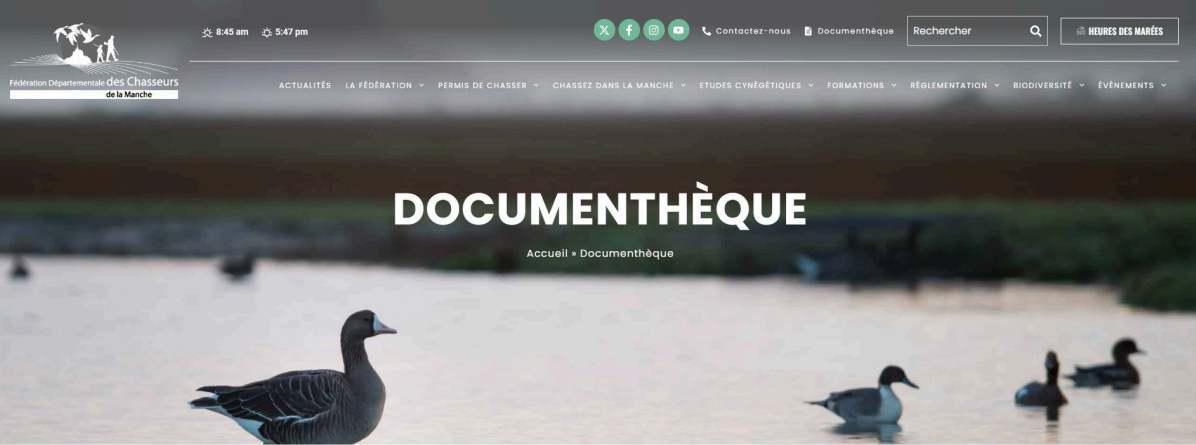 8:45 am 5:47 pm
Contactez-nous Documenthèque Rechercher HEURES DES MARÉES
Fédération Départementale des Chasseurs
de la Manche
ACTUALITÉS LA FÉDÉRATION PERMIS DE CHASSER CHASSEZ DANS LA MANCHE ETUDES CYNÉGÉTIQUES FORMATIONS RÈGLEMENTATION BIODIVERSITÉ ÉVÈNEMENTS
DOCUMENTHÈQUE
Accueil » Documenthèque